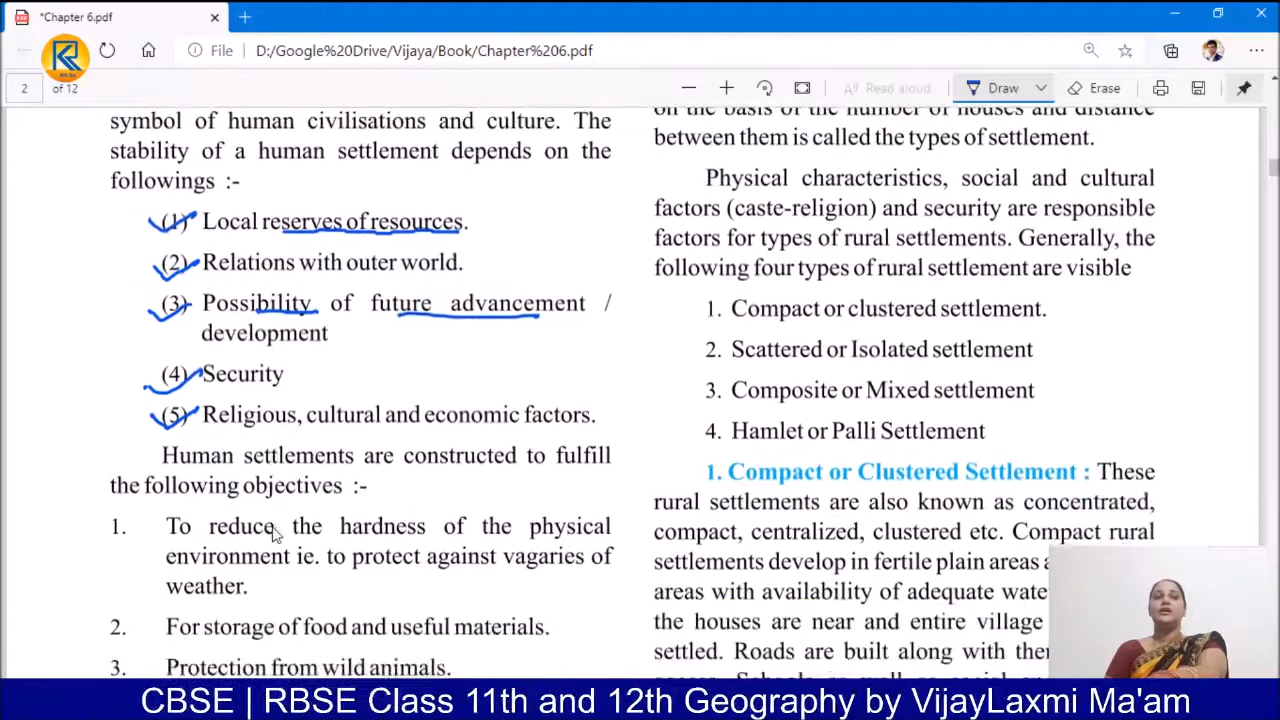 *Chapter 6.pdf
File
D:/Google%20Drive/Vijaya/Book/Chapter%206.pdf
2
of 12
Read aloud
Draw
Erase
symbol of human civilisations and culture. The
stability of a human settlement depends on the
followings :-
(1) Local reserves of resources.
(2) Relations with outer world.
(3) Possibility of future advancement /
development
(4) Security
(5) Religious, cultural and economic factors.
Human settlements are constructed to fulfill
the following objectives :-
1. To reduce the hardness of the physical
environment ie. to protect against vagaries of
weather.
2. For storage of food and useful materials.
3. Protection from wild animals.
on the basis of the number of houses and distance
between them is called the types of settlement.
Physical characteristics, social and cultural
factors (caste-religion) and security are responsible
factors for types of rural settlements. Generally, the
following four types of rural settlement are visible
1. Compact or clustered settlement.
2. Scattered or Isolated settlement
3. Composite or Mixed settlement
4. Hamlet or Palli Settlement
1. Compact or Clustered Settlement : These
rural settlements are also known as concentrated,
compact, centralized, clustered etc. Compact rural
settlements develop in fertile plain areas
areas with availability of adequate
the houses are near and entire village
settled. Roads are built along with
CBSE | RBSE Class 11th and 12th Geography by VijayLaxmi Ma'am